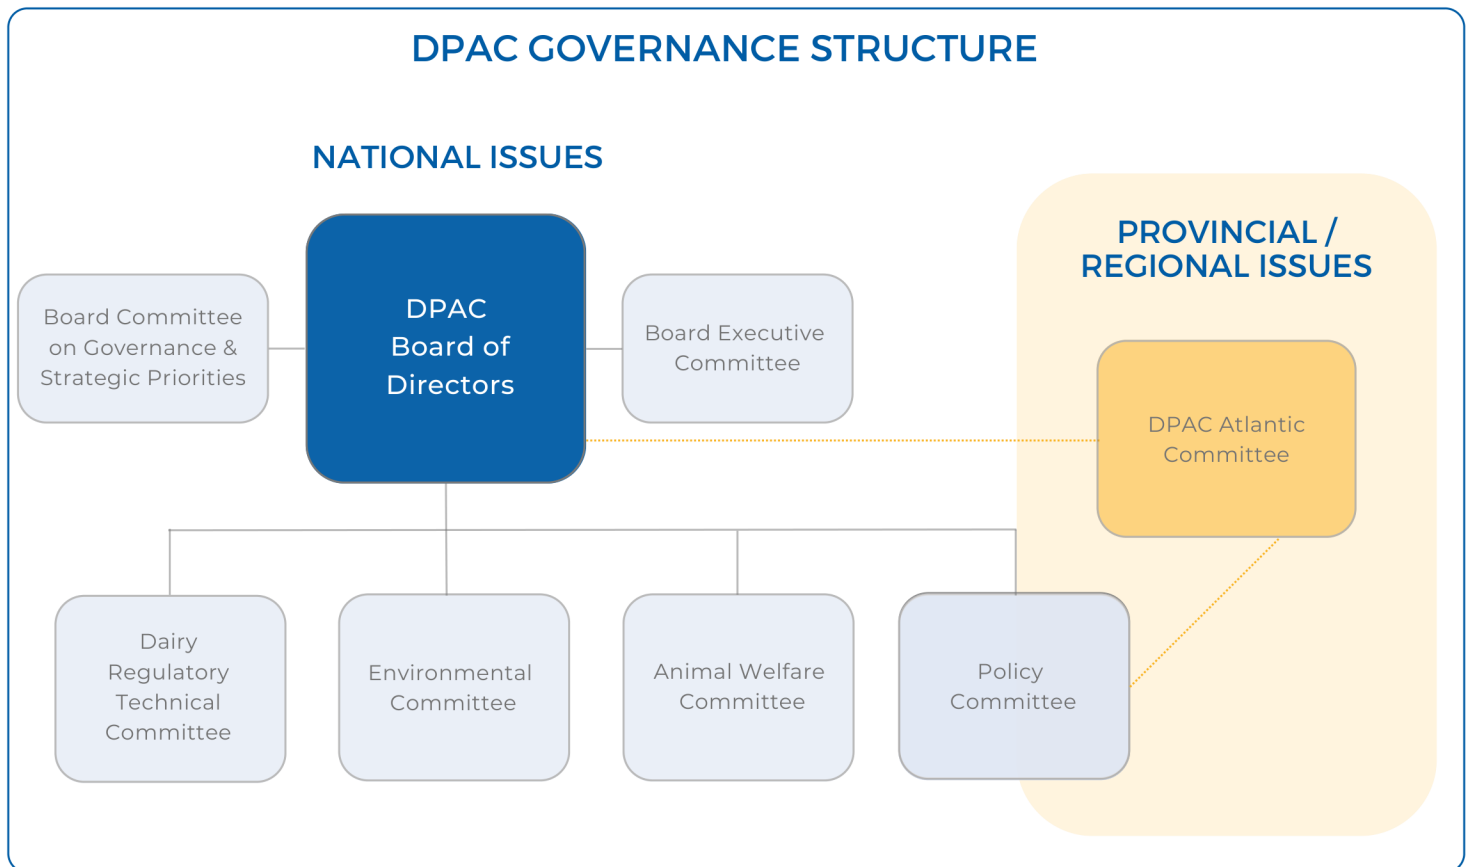 DPAC GOVERNANCE STRUCTURE
NATIONAL ISSUES
PROVINCIAL /
REGIONAL ISSUES
Board Committee
on Governance &
Strategic Priorities
DPAC
Board of
Directors
Board Executive
Committee
DPAC Atlantic
Committee
Dairy
Regulatory
Technical
Committee
Environmental
Committee
Animal Welfare
Committee
Policy
Committee